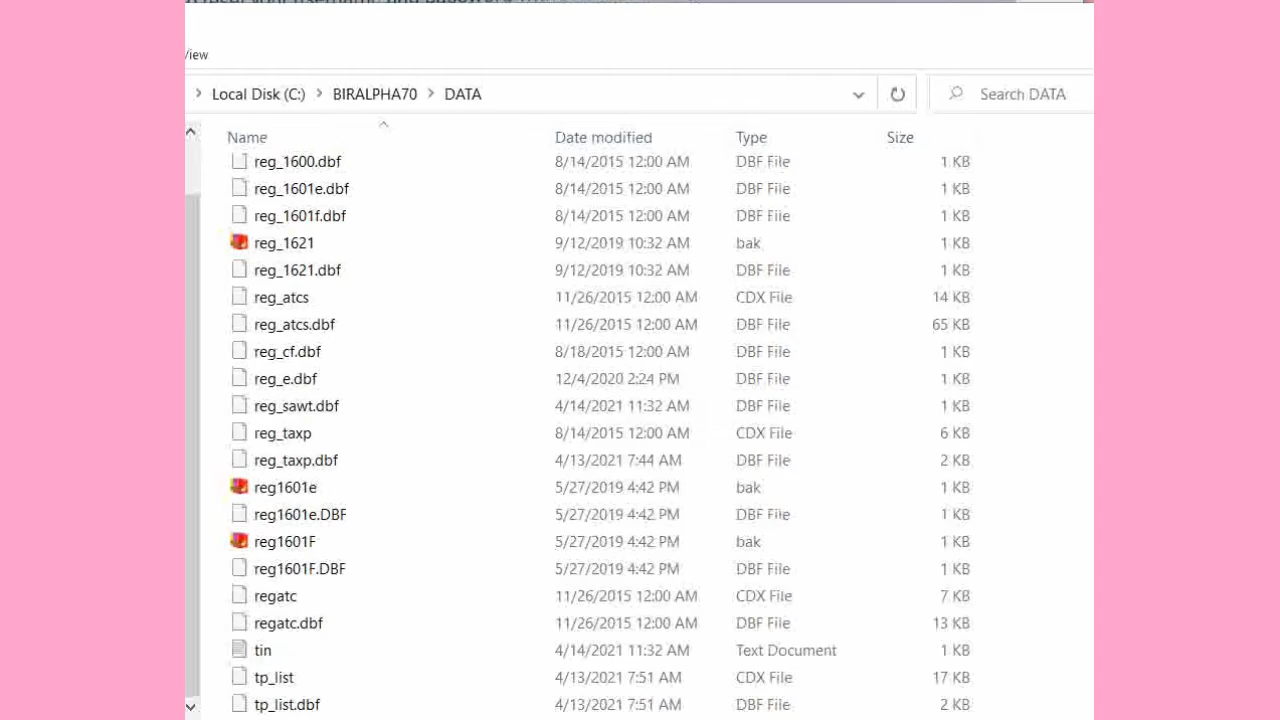 View
Local Disk (C:) BIRALPHA70 DATA Search DATA
Name Date modified Type Size
reg_1600.dbf 8/14/2015 12:00 AM DBF File 1 KB
reg_1601e.dbf 8/14/2015 12:00 AM DBF File 1 KB
reg_1601f.dbf 8/14/2015 12:00 AM DBF File 1 KB
reg_1621 9/12/2019 10:32 AM bak 1 KB
reg_1621.dbf 9/12/2019 10:32 AM DBF File 1 KB
reg_atcs 11/26/2015 12:00 AM CDX File 14 KB
reg_atcs.dbf 11/26/2015 12:00 AM DBF File 65 KB
reg_cf.dbf 8/18/2015 12:00 AM DBF File 1 KB
reg_e.dbf 12/4/2020 2:24 PM DBF File 1 KB
reg_sawt.dbf 4/14/2021 11:32 AM DBF File 1 KB
reg_taxp 8/14/2015 12:00 AM CDX File 6 KB
reg_taxp.dbf 4/13/2021 7:44 AM DBF File 2 KB
reg1601e 5/27/2019 4:42 PM bak 1 KB
reg1601e.DBF 5/27/2019 4:42 PM DBF File 1 KB
reg1601F 5/27/2019 4:42 PM bak 1 KB
reg1601F.DBF 5/27/2019 4:42 PM DBF File 1 KB
regatc 11/26/2015 12:00 AM CDX File 7 KB
regatc.dbf 11/26/2015 12:00 AM DBF File 13 KB
tin 4/14/2021 11:32 AM Text Document 1 KB
tp_list 4/13/2021 7:51 AM CDX File 17 KB
tp_list.dbf 4/13/2021 7:51 AM DBF File 2 KB